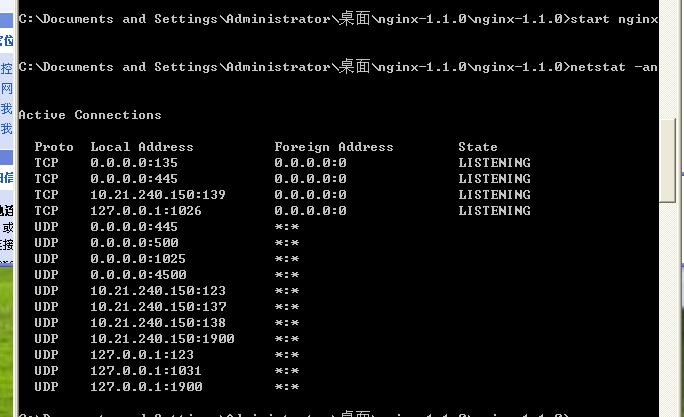 C:\Documents and Settings\Administrator\桌面\nginx-1.1.0\nginx-1.1.0>start nginx
C:\Documents and Settings\Administrator\桌面\nginx-1.1.0\nginx-1.1.0>netstat -an
Active Connections
Proto Local Address Foreign Address State
TCP 0.0.0.0:135 0.0.0.0:0 LISTENING
TCP 0.0.0.0:445 0.0.0.0:0 LISTENING
TCP 10.21.240.150:139 0.0.0.0:0 LISTENING
TCP 127.0.0.1:1026 0.0.0.0:0 LISTENING
UDP 0.0.0.0:445 *:*
UDP 0.0.0.0:500 *:*
UDP 0.0.0.0:1025 *:*
UDP 0.0.0.0:4500 *:*
UDP 10.21.240.150:123 *:*
UDP 10.21.240.150:137 *:*
UDP 10.21.240.150:138 *:*
UDP 10.21.240.150:1900 *:*
UDP 127.0.0.1:123 *:*
UDP 127.0.0.1:1031 *:*
UDP 127.0.0.1:1900 *:*
控
网
我
我
或
连接